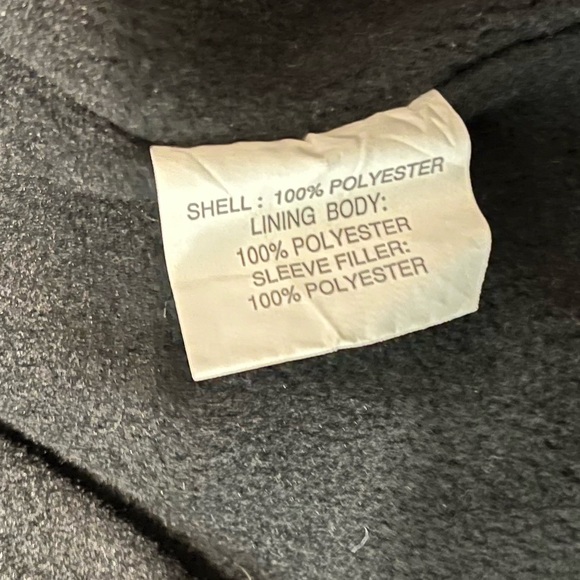 SHELL : 100% POLYESTER
LINING BODY:
100% POLYESTER
SLEEVE FILLER:
100% POLYESTER